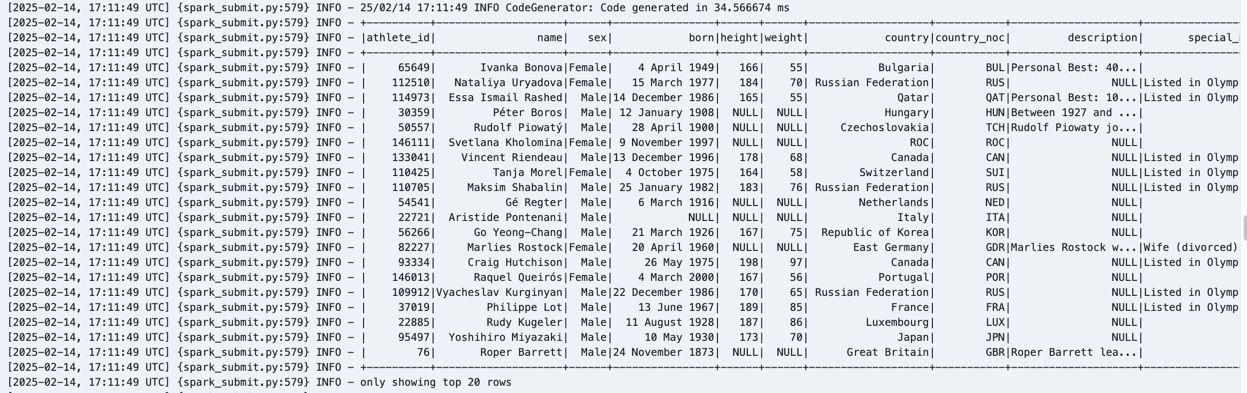 [2025-02-14, 17:11:49 UTC] {spark_submit.py:579} INFO - 25/02/14 17:11:49 INFO CodeGenerator: Code generated in 34.566674 ms
[2025-02-14, 17:11:49 UTC] {spark_submit.py:579} INFO - +----------+--------------------+------+----------------+------+------+------------------+-----------+------------------+-------------
[2025-02-14, 17:11:49 UTC] {spark_submit.py:579} INFO - |athlete_id|                name|   sex|            born|height|weight|           country|country_noc|       description|       special_
[2025-02-14, 17:11:49 UTC] {spark_submit.py:579} INFO - +----------+--------------------+------+----------------+------+------+------------------+-----------+------------------+-------------
[2025-02-14, 17:11:49 UTC] {spark_submit.py:579} INFO - |     65649|       Ivanka Bonova|Female|    4 April 1949|   166|    55|          Bulgaria|        BUL|Personal Best: 40...|
[2025-02-14, 17:11:49 UTC] {spark_submit.py:579} INFO - |    112510|   Nataliya Uryadova|Female|   15 March 1977|   184|    70|Russian Federation|        RUS|                NULL|Listed in Olymp
[2025-02-14, 17:11:49 UTC] {spark_submit.py:579} INFO - |    114973|  Essa Ismail Rashed|  Male|14 December 1986|   165|    55|             Qatar|        QAT|Personal Best: 10...|Listed in Olymp
[2025-02-14, 17:11:49 UTC] {spark_submit.py:579} INFO - |     30359|         Péter Boros|  Male| 12 January 1908|  NULL|  NULL|           Hungary|        HUN|Between 1927 and ...|
[2025-02-14, 17:11:49 UTC] {spark_submit.py:579} INFO - |     50557|      Rudolf Piowatý|  Male|   28 April 1900|  NULL|  NULL|    Czechoslovakia|        TCH|Rudolf Piowaty jo...|
[2025-02-14, 17:11:49 UTC] {spark_submit.py:579} INFO - |    146111|  Svetlana Kholomina|Female| 9 November 1997|  NULL|  NULL|               ROC|        ROC|                NULL|
[2025-02-14, 17:11:49 UTC] {spark_submit.py:579} INFO - |    133041|    Vincent Riendeau|  Male|13 December 1996|   178|    68|            Canada|        CAN|                NULL|Listed in Olymp
[2025-02-14, 17:11:49 UTC] {spark_submit.py:579} INFO - |    110425|         Tanja Morel|Female|  4 October 1975|   164|    58|       Switzerland|        SUI|                NULL|Listed in Olymp
[2025-02-14, 17:11:49 UTC] {spark_submit.py:579} INFO - |    110705|     Maksim Shabalin|  Male| 25 January 1982|   183|    76|Russian Federation|        RUS|                NULL|Listed in Olymp
[2025-02-14, 17:11:49 UTC] {spark_submit.py:579} INFO - |     54541|           Gé Regter|  Male|    6 March 1916|  NULL|  NULL|       Netherlands|        NED|                NULL|
[2025-02-14, 17:11:49 UTC] {spark_submit.py:579} INFO - |     22721|  Aristide Pontenani|  Male|            NULL|  NULL|  NULL|             Italy|        ITA|                NULL|
[2025-02-14, 17:11:49 UTC] {spark_submit.py:579} INFO - |     56266|      Go Yeong-Chang|  Male|   21 March 1926|   167|    75| Republic of Korea|        KOR|                NULL|
[2025-02-14, 17:11:49 UTC] {spark_submit.py:579} INFO - |     82227|     Marlies Rostock|Female|   20 April 1960|  NULL|  NULL|      East Germany|        GDR|Marlies Rostock w...|Wife (divorced)
[2025-02-14, 17:11:49 UTC] {spark_submit.py:579} INFO - |     93334|     Craig Hutchison|  Male|     26 May 1975|   198|    97|            Canada|        CAN|                NULL|Listed in Olymp
[2025-02-14, 17:11:49 UTC] {spark_submit.py:579} INFO - |    146013|      Raquel Queirós|Female|    4 March 2000|   167|    56|          Portugal|        POR|                NULL|
[2025-02-14, 17:11:49 UTC] {spark_submit.py:579} INFO - |    109912|Vyacheslav Kurginyan|  Male|22 December 1986|   170|    65|Russian Federation|        RUS|                NULL|Listed in Olymp
[2025-02-14, 17:11:49 UTC] {spark_submit.py:579} INFO - |     37019|        Philippe Lot|  Male|    13 June 1967|   189|    85|            France|        FRA|                NULL|Listed in Olymp
[2025-02-14, 17:11:49 UTC] {spark_submit.py:579} INFO - |     22885|        Rudy Kugeler|  Male|  11 August 1928|   187|    86|        Luxembourg|        LUX|                NULL|
[2025-02-14, 17:11:49 UTC] {spark_submit.py:579} INFO - |     95497|  Yoshihiro Miyazaki|  Male|     10 May 1930|   173|    70|             Japan|        JPN|                NULL|
[2025-02-14, 17:11:49 UTC] {spark_submit.py:579} INFO - |        76|       Roper Barrett|  Male|24 November 1873|  NULL|  NULL|     Great Britain|        GBR|Roper Barrett lea...|
[2025-02-14, 17:11:49 UTC] {spark_submit.py:579} INFO - +----------+--------------------+------+----------------+------+------+------------------+-----------+------------------+-------------
[2025-02-14, 17:11:49 UTC] {spark_submit.py:579} INFO - only showing top 20 rows